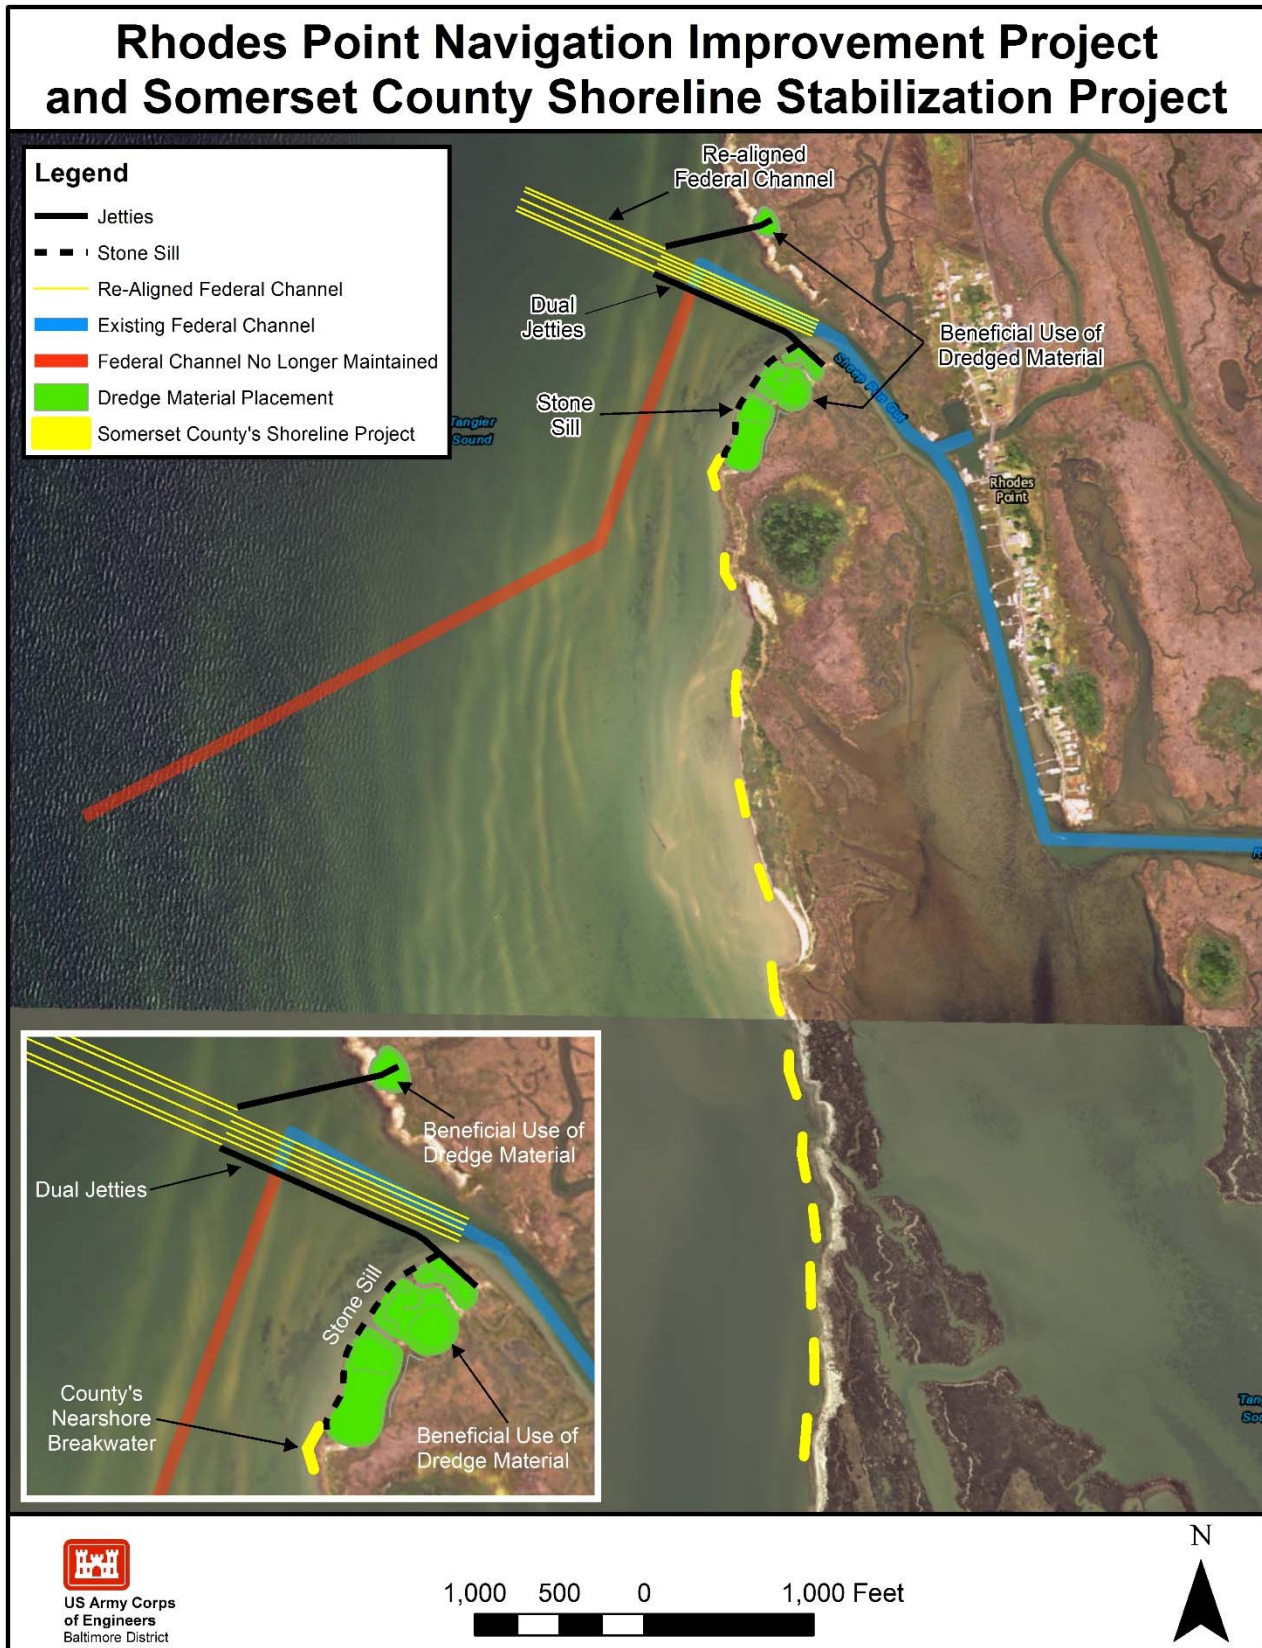 Rhodes Point Navigation Improvement Project
and Somerset County Shoreline Stabilization Project
Legend
Jetties
Stone Sill
Re-Aligned Federal Channel
Existing Federal Channel
Federal Channel No Longer Maintained
Dredge Material Placement
Somerset County's Shoreline Project
Re-aligned
Federal Channel
Dual
Jetties
Beneficial Use of
Dredged Material
Sheep Pen Gut
Stone
Sill
Tangier
Sound
Rhodes
Point
R
Beneficial Use of
Dredge Material
Dual Jetties
Stone Sill
County's
Nearshore
Breakwater
Beneficial Use of
Dredge Material
Tang
Sou
US Army Corps
of Engineers
Baltimore District
1,000 500 0 1,000 Feet
N